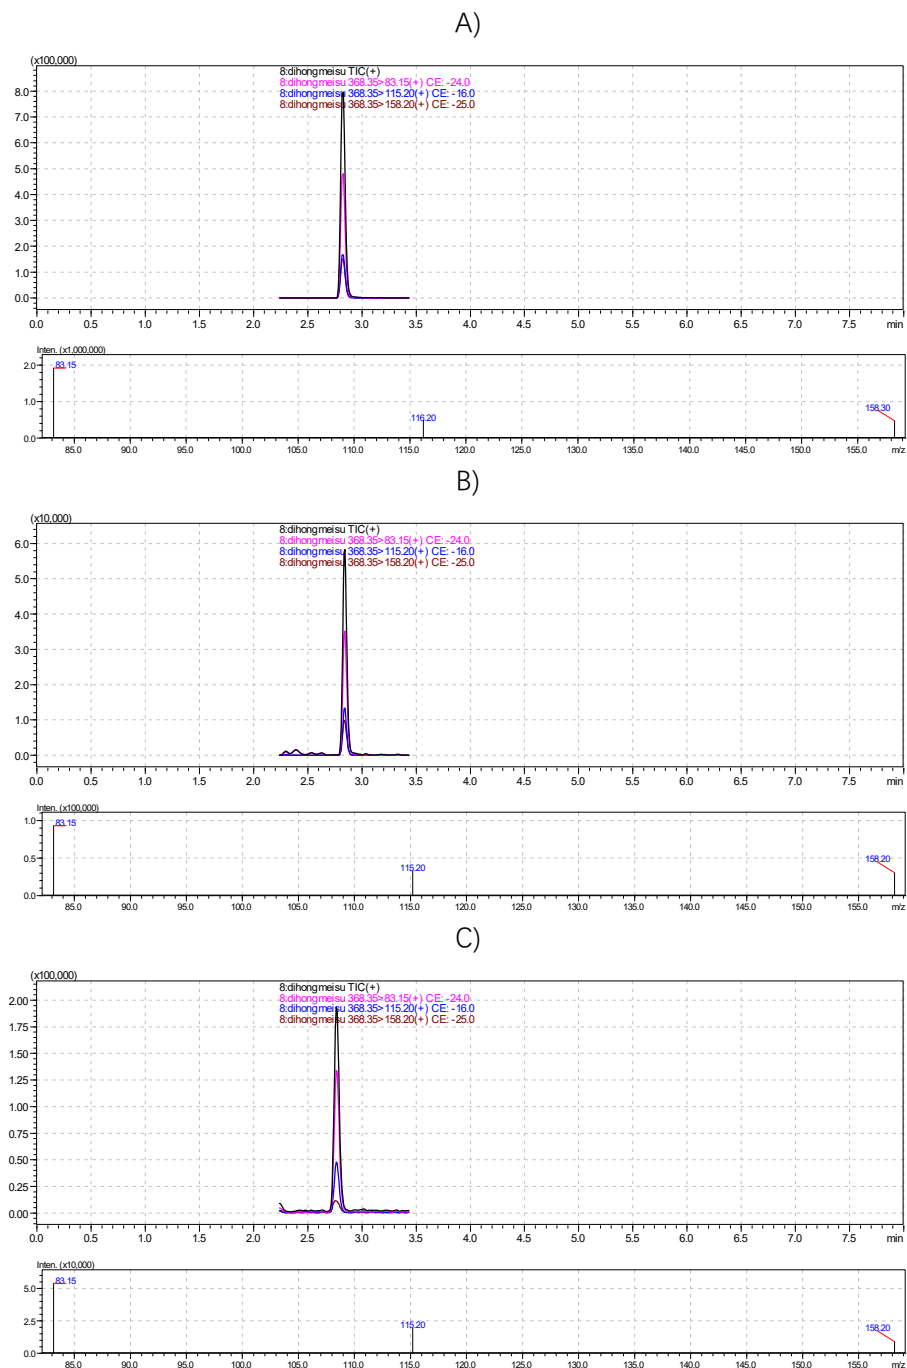 A)
(x100,000)
8:dihongmeisu TIC(+)
8:dihongmeisu 368.35>83.15(+) CE: -24.0
8:dihongmeisu 368.35>115.20(+) CE: -16.0
8:dihongmeisu 368.35>158.20(+) CE: -25.0
8.0
7.0
6.0
5.0
4.0
3.0
2.0
1.0
0.0
0.0 0.5 1.0 1.5 2.0 2.5 3.0 3.5 4.0 4.5 5.0 5.5 6.0 6.5 7.0 7.5 min
Inten. (x1,000,000)
2.0 83.15
1.0
116.20 158.30
0.0
85.0 90.0 95.0 100.0 105.0 110.0 115.0 120.0 125.0 130.0 135.0 140.0 145.0 150.0 155.0 m/z
B)
(x10,000)
8:dihongmeisu TIC(+)
8:dihongmeisu 368.35>83.15(+) CE: -24.0
8:dihongmeisu 368.35>115.20(+) CE: -16.0
8:dihongmeisu 368.35>158.20(+) CE: -25.0
6.0
5.0
4.0
3.0
2.0
1.0
0.0
0.0 0.5 1.0 1.5 2.0 2.5 3.0 3.5 4.0 4.5 5.0 5.5 6.0 6.5 7.0 7.5 min
Inten. (x100,000)
1.0 83.15
0.5
115.20 158.20
0.0
85.0 90.0 95.0 100.0 105.0 110.0 115.0 120.0 125.0 130.0 135.0 140.0 145.0 150.0 155.0 m/z
C)
(x100,000)
8:dihongmeisu TIC(+)
8:dihongmeisu 368.35>83.15(+) CE: -24.0
8:dihongmeisu 368.35>115.20(+) CE: -16.0
8:dihongmeisu 368.35>158.20(+) CE: -25.0
2.00
1.75
1.50
1.25
1.00
0.75
0.50
0.25
0.00
0.0 0.5 1.0 1.5 2.0 2.5 3.0 3.5 4.0 4.5 5.0 5.5 6.0 6.5 7.0 7.5 min
Inten. (x10,000)
83.15
5.0
2.5
115.20 158.20
0.0
85.0 90.0 95.0 100.0 105.0 110.0 115.0 120.0 125.0 130.0 135.0 140.0 145.0 150.0 155.0 m/z